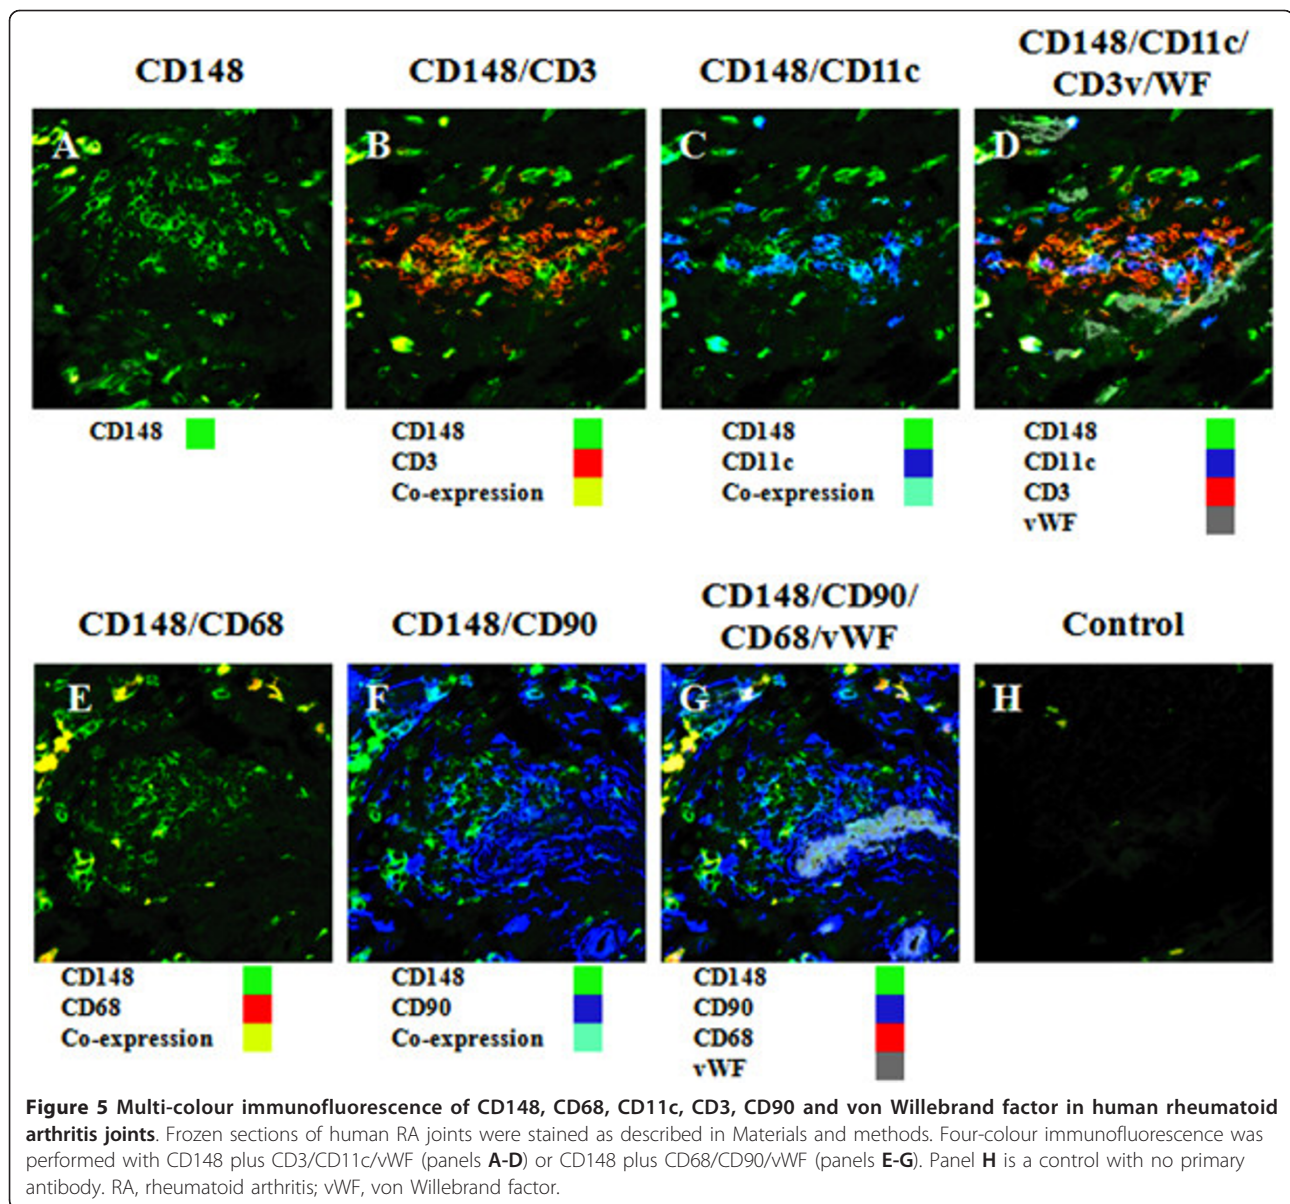 CD148
CD148/CD3
CD148/CD11c
CD148/CD11c/
CD3v/WF
A
B
C
D
CD148
CD148
CD3
Co-expression
CD148
CD11c
Co-expression
CD148
CD11c
CD3
vWF
CD148/CD68
CD148/CD90
CD148/CD90/
CD68/vWF
Control
E
F
G
H
CD148
CD68
Co-expression
CD148
CD90
Co-expression
CD148
CD90
CD68
vWF
Figure 5 Multi-colour immunofluorescence of CD148, CD68, CD11c, CD3, CD90 and von Willebrand factor in human rheumatoid
arthritis joints. Frozen sections of human RA joints were stained as described in Materials and methods. Four-colour immunofluorescence was
performed with CD148 plus CD3/CD11c/vWF (panels A-D) or CD148 plus CD68/CD90/vWF (panels E-G). Panel H is a control with no primary
antibody. RA, rheumatoid arthritis; vWF, von Willebrand factor.